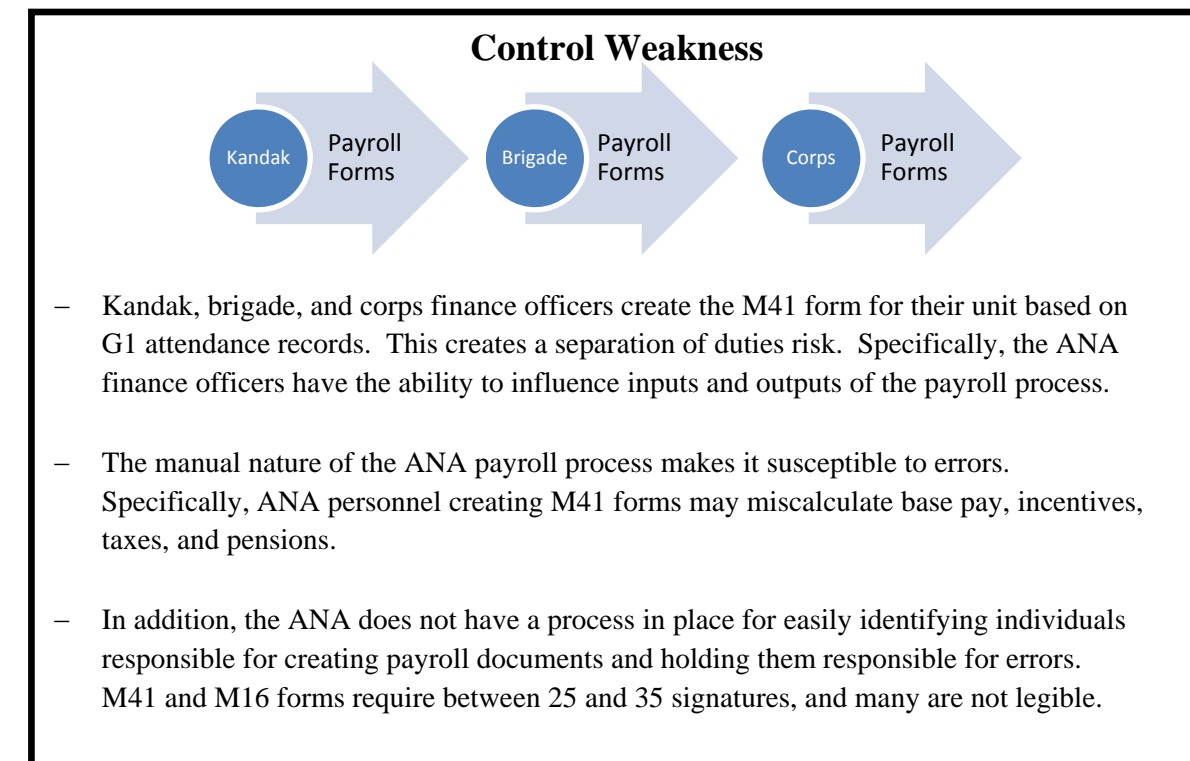 Control Weakness
Kandak
Payroll
Forms
Brigade
Payroll
Forms
Corps
Payroll
Forms
– Kandak, brigade, and corps finance officers create the M41 form for their unit based on
G1 attendance records.  This creates a separation of duties risk.  Specifically, the ANA
finance officers have the ability to influence inputs and outputs of the payroll process.
– The manual nature of the ANA payroll process makes it susceptible to errors.
Specifically, ANA personnel creating M41 forms may miscalculate base pay, incentives,
taxes, and pensions.
– In addition, the ANA does not have a process in place for easily identifying individuals
responsible for creating payroll documents and holding them responsible for errors.
M41 and M16 forms require between 25 and 35 signatures, and many are not legible.